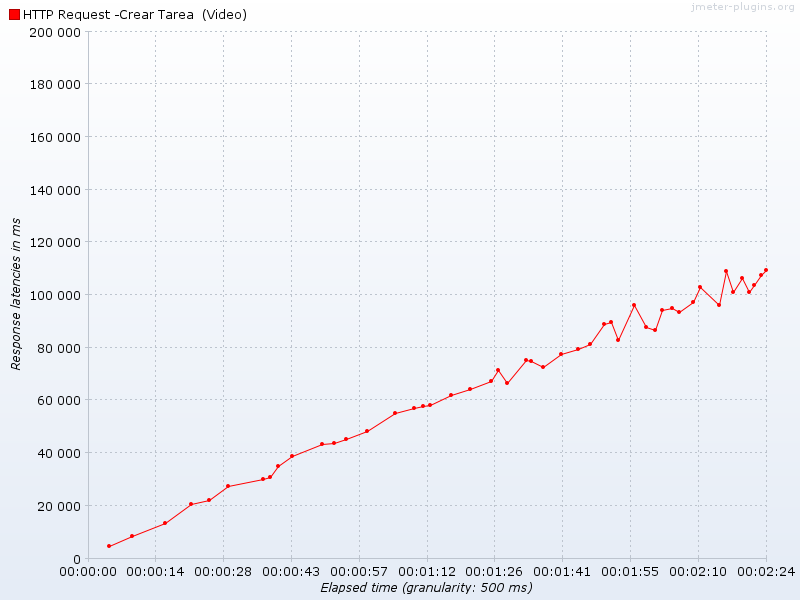 jmeter-plugins.org
HTTP Request -Crear Tarea  (Video)
200 000
180 000
160 000
140 000
120 000
100 000
80 000
60 000
40 000
20 000
0
Response latencies in ms
00:00:00 00:00:14 00:00:28 00:00:43 00:00:57 00:01:12 00:01:26 00:01:41 00:01:55 00:02:10 00:02:24
Elapsed time (granularity: 500 ms)